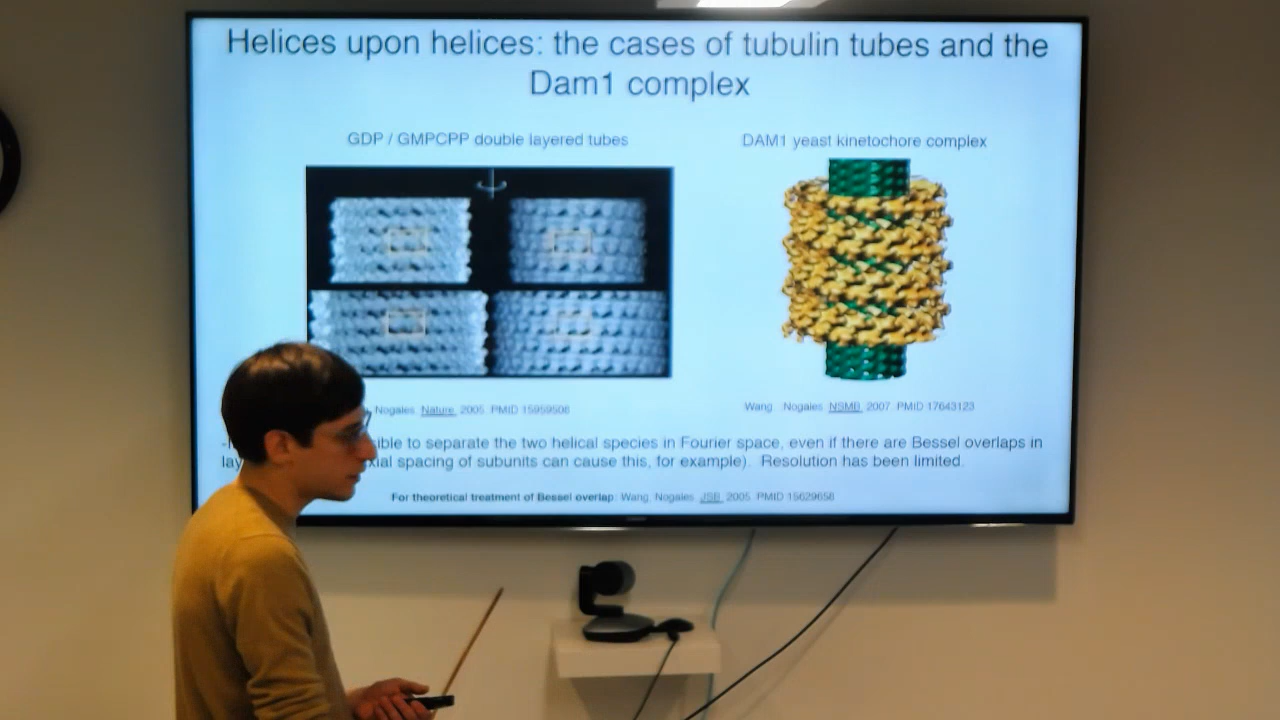 Helices upon helices: the cases of tubulin tubes and the
Dam1 complex
GDP / GMPCPP double layered tubes
DAM1 yeast kinetochore complex
Nogales. Nature. 2005. PMID 15959508
Wang Nogales. NSMB. 2007. PMID 17643123
ible to separate the two helical species in Fourier space, even if there are Bessel overlaps in
lay xial spacing of subunits can cause this, for example). Resolution has been limited.
For theoretical treatment of Bessel overlap: Wang, Nogales. JSB. 2005. PMID 15629658